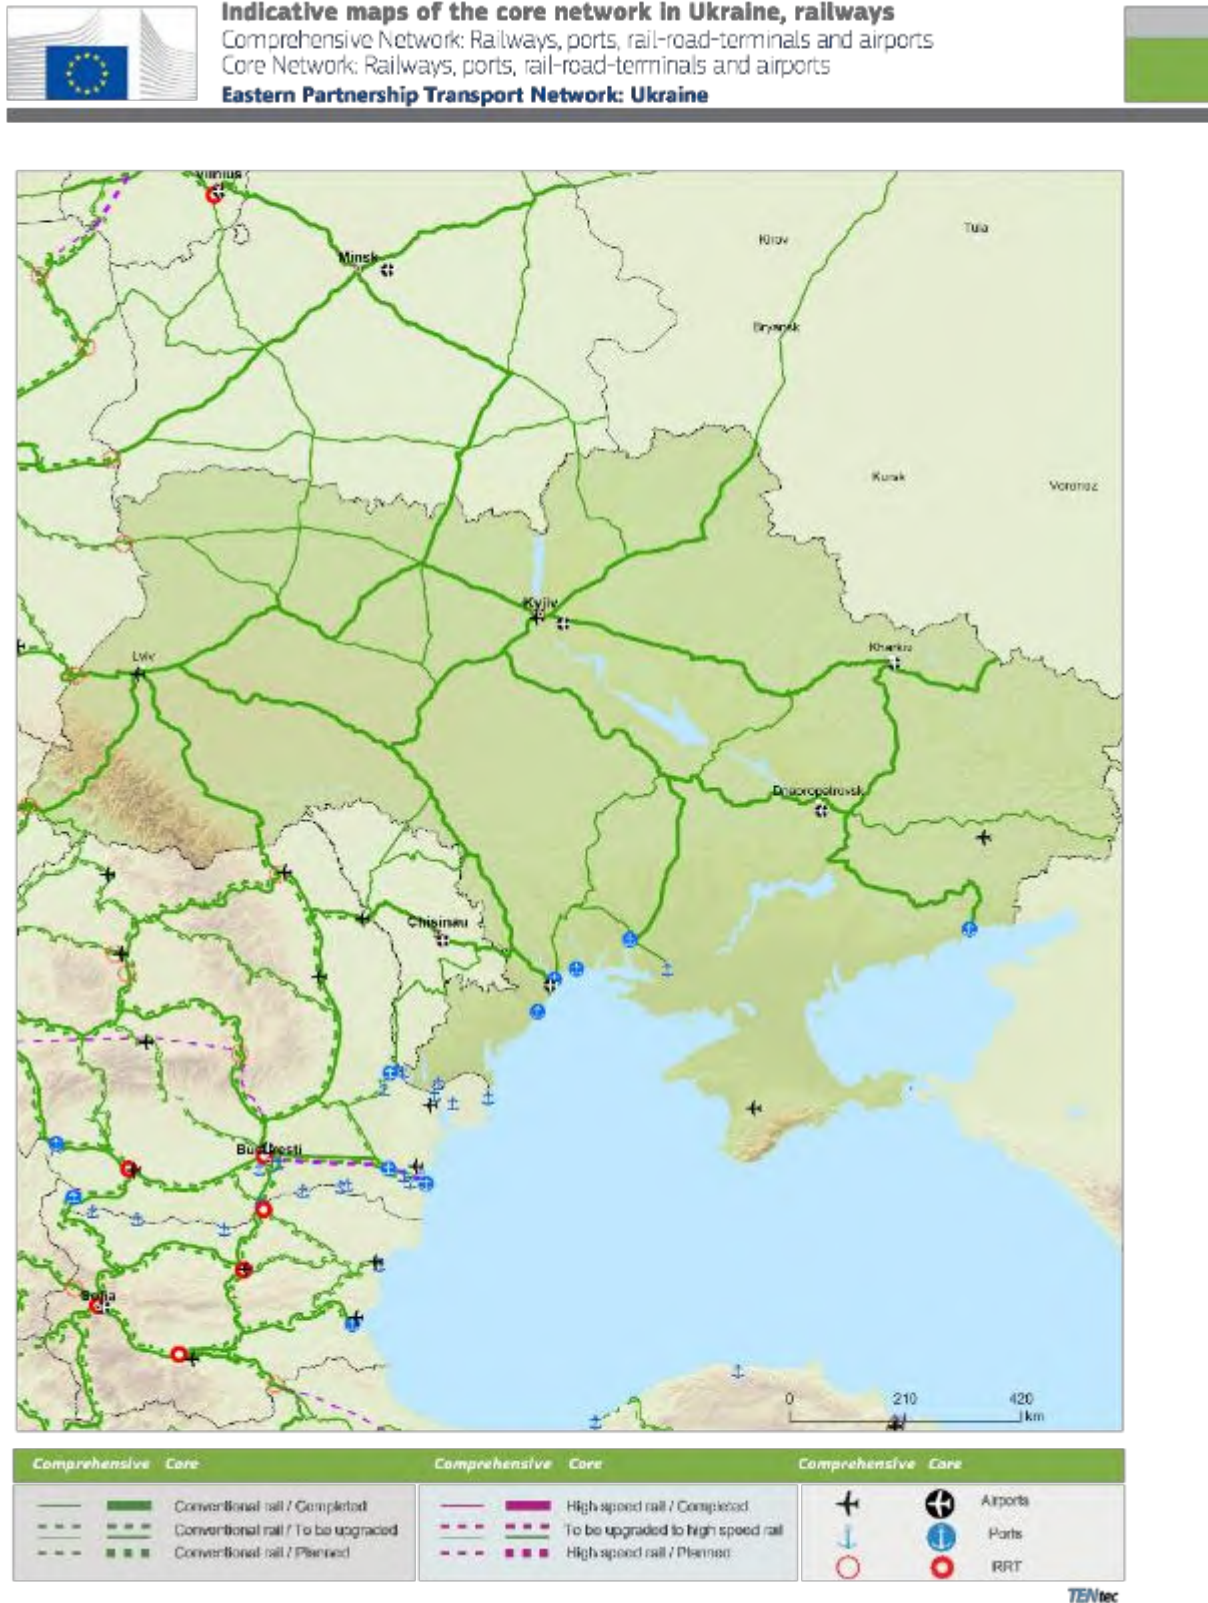 Indicative maps of the core network in Ukraine, railways
Comprehensive Network: Railways, ports, rail-road-terminals and airports
Core Network: Railways, ports, rail-road-terminals and airports
Eastern Partnership Transport Network: Ukraine
Vilnius
Tula
Kirov
Minsk
Bryansk
Kursk
Voronez
Kyjiv
Lviv
Kharkiv
Dnepropetrovsk
Chisinau
Bucuresti
Sofia
0 210 420
km
Comprehensive Core Comprehensive Core Comprehensive Core
Conventional rail / Completed High speed rail / Completed Airports
Conventional rail / To be upgraded To be upgraded to high speed rail Ports
Conventional rail / Planned High speed rail / Planned RRT
TENtec